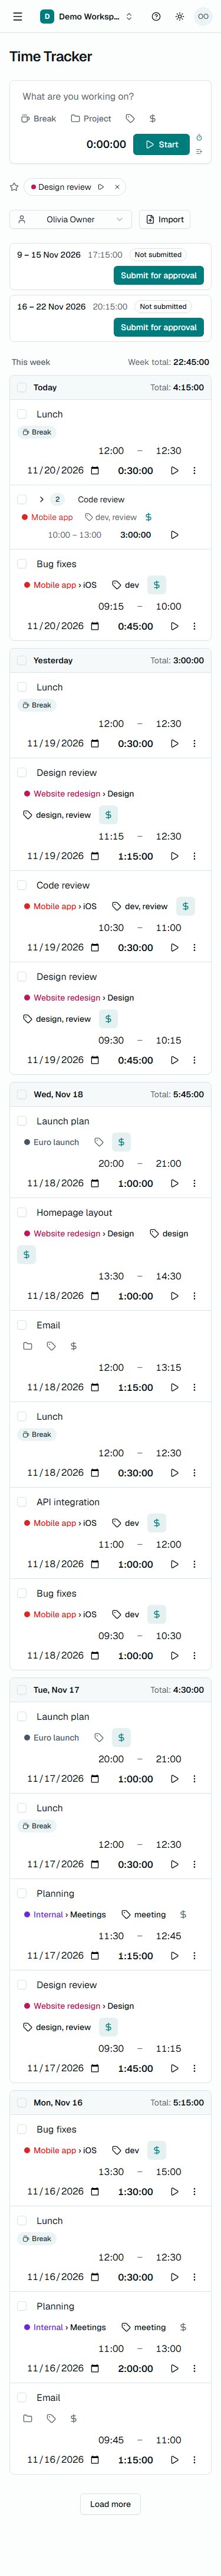 D Demo Worksp... OO
Time Tracker
What are you working on?
Break Project $
0:00:00 Start
Design review
Olivia Owner Import
9 – 15 Nov 2026 17:15:00 Not submitted
Submit for approval
16 – 22 Nov 2026 20:15:00 Not submitted
Submit for approval
This week Week total: 22:45:00
Today Total: 4:15:00
Lunch
Break
12:00 – 12:30
11/20/2026 0:30:00
2 Code review
Mobile app dev, review $
10:00 – 13:00 3:00:00
Bug fixes
Mobile app › iOS dev $
09:15 – 10:00
11/20/2026 0:45:00
Yesterday Total: 3:00:00
Lunch
Break
12:00 – 12:30
11/19/2026 0:30:00
Design review
Website redesign › Design
design, review $
11:15 – 12:30
11/19/2026 1:15:00
Code review
Mobile app › iOS dev, review $
10:30 – 11:00
11/19/2026 0:30:00
Design review
Website redesign › Design
design, review $
09:30 – 10:15
11/19/2026 0:45:00
Wed, Nov 18 Total: 5:45:00
Launch plan
Euro launch $
20:00 – 21:00
11/18/2026 1:00:00
Homepage layout
Website redesign › Design design
$
13:30 – 14:30
11/18/2026 1:00:00
Email
$
12:00 – 13:15
11/18/2026 1:15:00
Lunch
Break
12:00 – 12:30
11/18/2026 0:30:00
API integration
Mobile app › iOS dev $
11:00 – 12:00
11/18/2026 1:00:00
Bug fixes
Mobile app › iOS dev $
09:30 – 10:30
11/18/2026 1:00:00
Tue, Nov 17 Total: 4:30:00
Launch plan
Euro launch $
20:00 – 21:00
11/17/2026 1:00:00
Lunch
Break
12:00 – 12:30
11/17/2026 0:30:00
Planning
Internal › Meetings meeting $
11:30 – 12:45
11/17/2026 1:15:00
Design review
Website redesign › Design
design, review $
09:30 – 11:15
11/17/2026 1:45:00
Mon, Nov 16 Total: 5:15:00
Bug fixes
Mobile app › iOS dev $
13:30 – 15:00
11/16/2026 1:30:00
Lunch
Break
12:00 – 12:30
11/16/2026 0:30:00
Planning
Internal › Meetings meeting $
11:00 – 13:00
11/16/2026 2:00:00
Email
$
09:45 – 11:00
11/16/2026 1:15:00
Load more